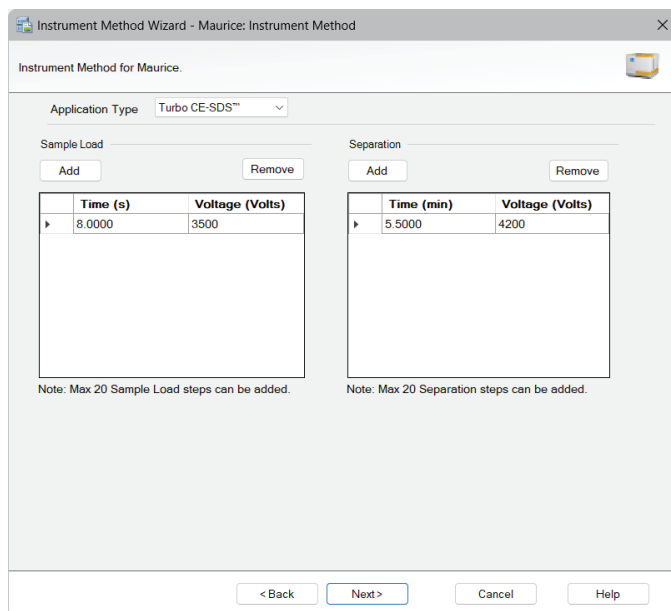 Instrument Method Wizard - Maurice: Instrument Method
Instrument Method for Maurice.
Application Type Turbo CE-SDS™
Sample Load
Add Remove
Time (s) Voltage (Volts)
8.0000 3500
Note: Max 20 Sample Load steps can be added.
Separation
Add Remove
Time (min) Voltage (Volts)
5.5000 4200
Note: Max 20 Separation steps can be added.
< Back Next > Cancel Help